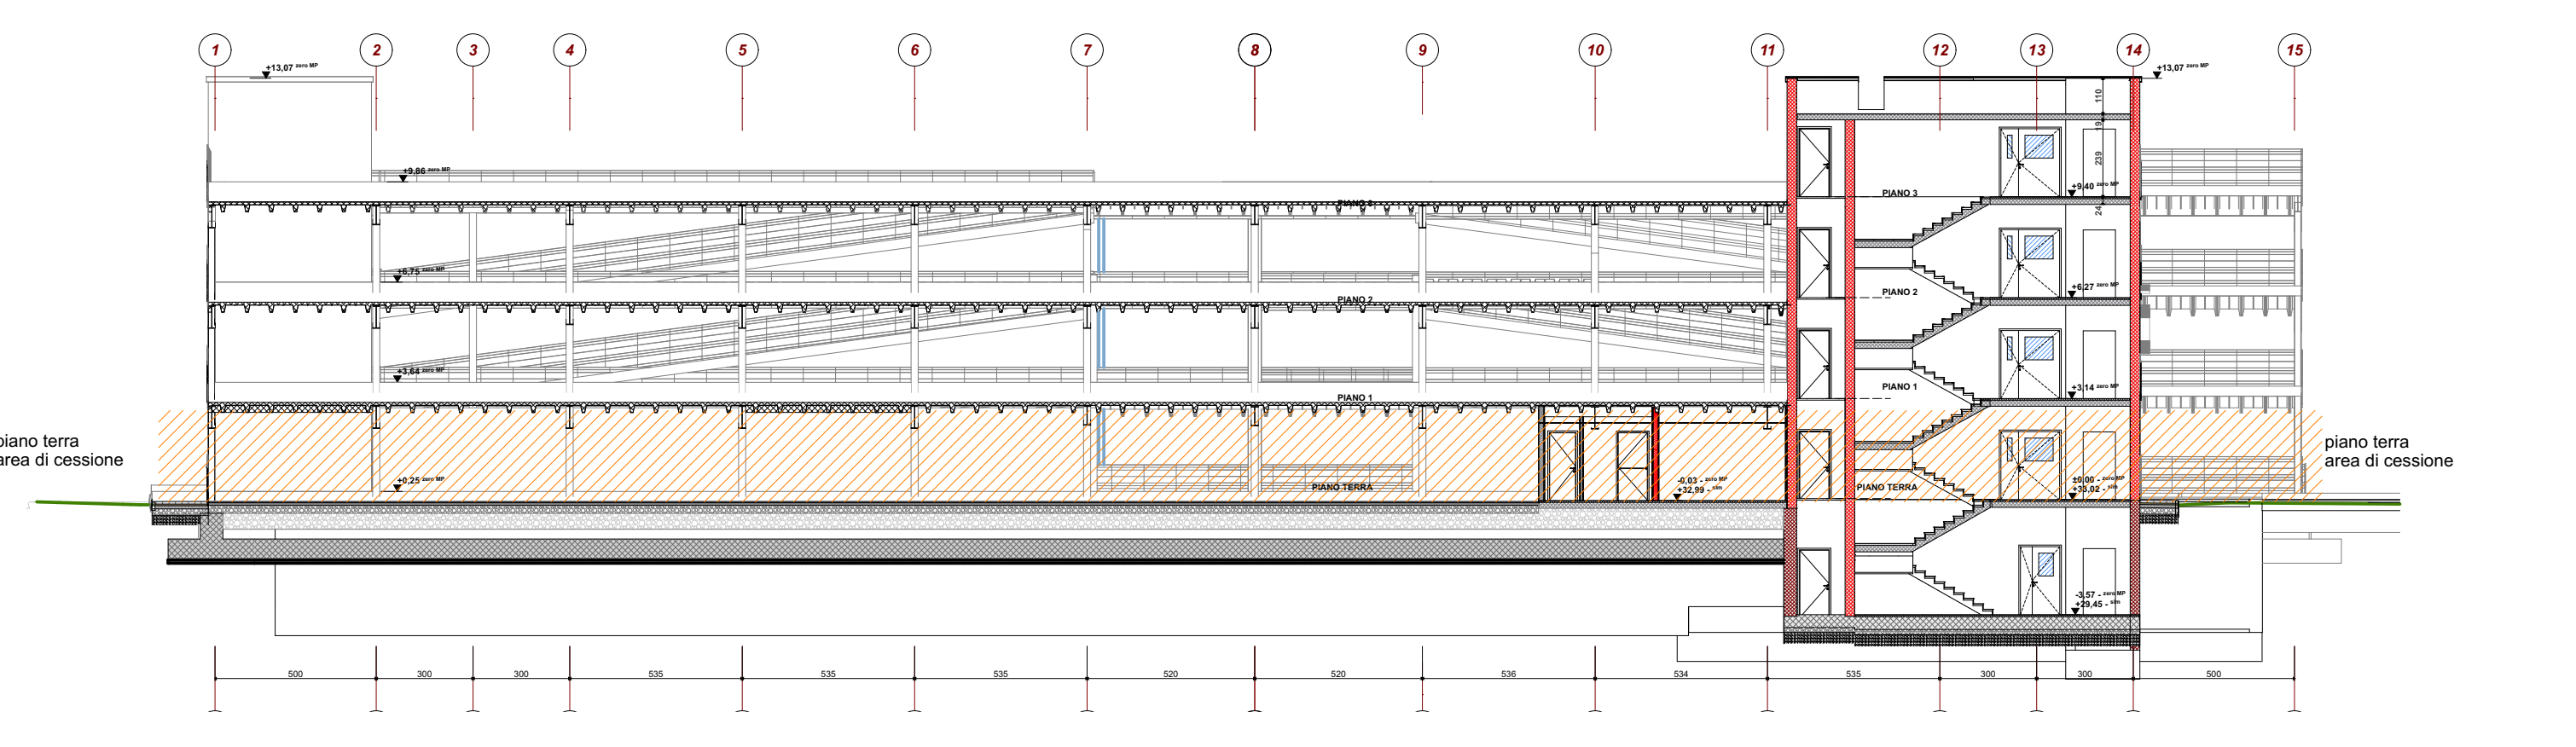 1 2 3 4 5 6 7 8 9 10 11 12 13 14 15
+13,07 zero MP
+13,07 zero MP
110
19
239
24
+9,86 zero MP
PIANO 3
PIANO 3
+9,40 zero MP
+6,75 zero MP
PIANO 2
PIANO 2
+6,27 zero MP
+3,64 zero MP
PIANO 1
PIANO 1
+3,14 zero MP
piano terra
area di cessione
piano terra
area di cessione
+0,25 zero MP
PIANO TERRA
-0,03 - zero MP
+32,99 - slm
PIANO TERRA
±0,00 - zero MP
+33,02 - slm
-3,57 - zero MP
+29,45 - slm
500 300 300 535 535 535 520 520 536 534 535 300 300 500